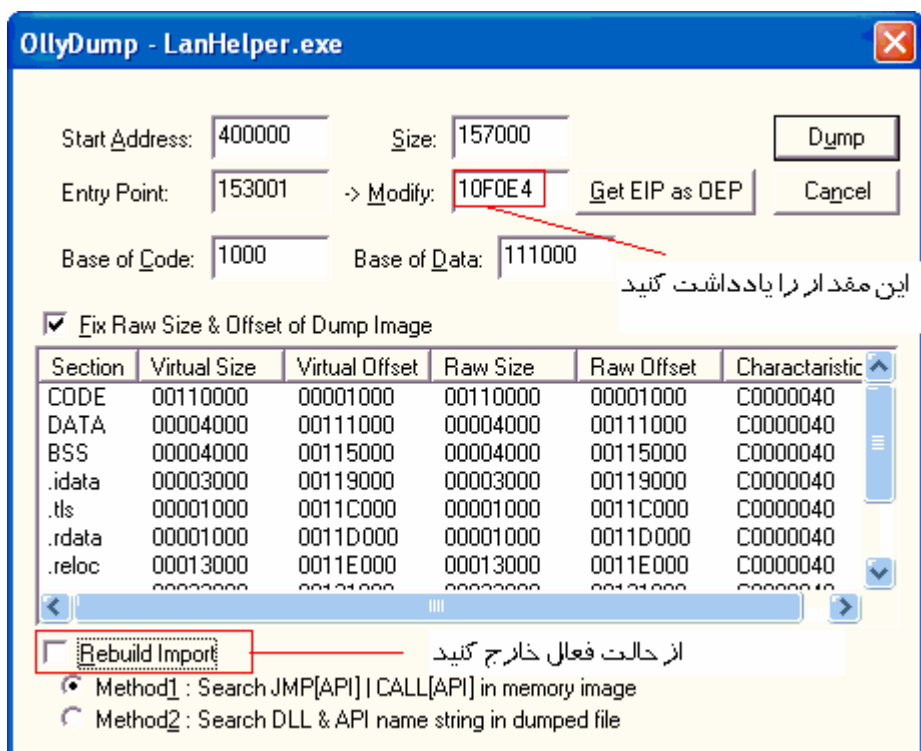 OllyDump - LanHelper.exe
Start Address: 400000 Size: 157000 Dump
Entry Point: 153001 -> Modify: 10F0E4 Get EIP as OEP Cancel
Base of Code: 1000 Base of Data: 111000
این مقدار را یادداشت کنید
Fix Raw Size & Offset of Dump Image
Section Virtual Size Virtual Offset Raw Size Raw Offset Charactaristic
CODE 00110000 00001000 00110000 00001000 C0000040
DATA 00004000 00111000 00004000 00111000 C0000040
BSS 00004000 00115000 00004000 00115000 C0000040
.idata 00003000 00119000 00003000 00119000 C0000040
.tls 00001000 0011C000 00001000 0011C000 C0000040
.rdata 00001000 0011D000 00001000 0011D000 C0000040
.reloc 00013000 0011E000 00013000 0011E000 C0000040
Rebuild Import از حالت فعال خارج کنید
Method1 : Search JMP[API] | CALL[API] in memory image
Method2 : Search DLL & API name string in dumped file